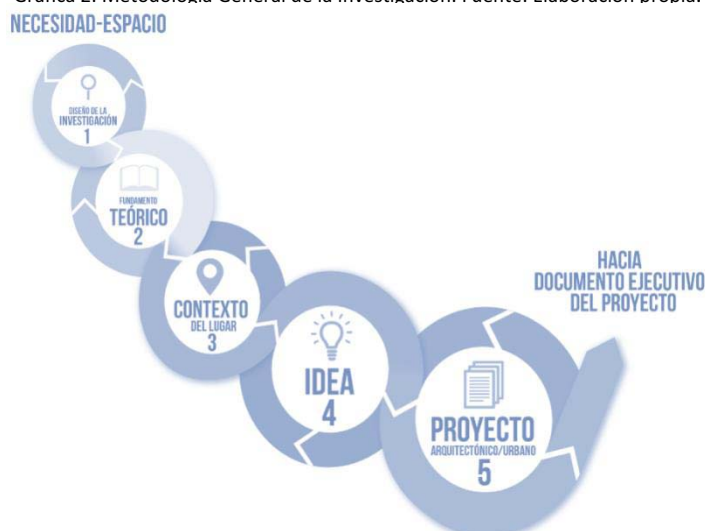 Gráfica 2. Metodología General de la Investigación. Fuente: Elaboración propia.
NECESIDAD-ESPACIO
DISEÑO DE LA
INVESTIGACIÓN
1
FUNDAMENTO
TEÓRICO
2
CONTEXTO
DEL LUGAR
3
IDEA
4
PROYECTO
ARQUITECTÓNICO/URBANO
5
HACIA
DOCUMENTO EJECUTIVO
DEL PROYECTO